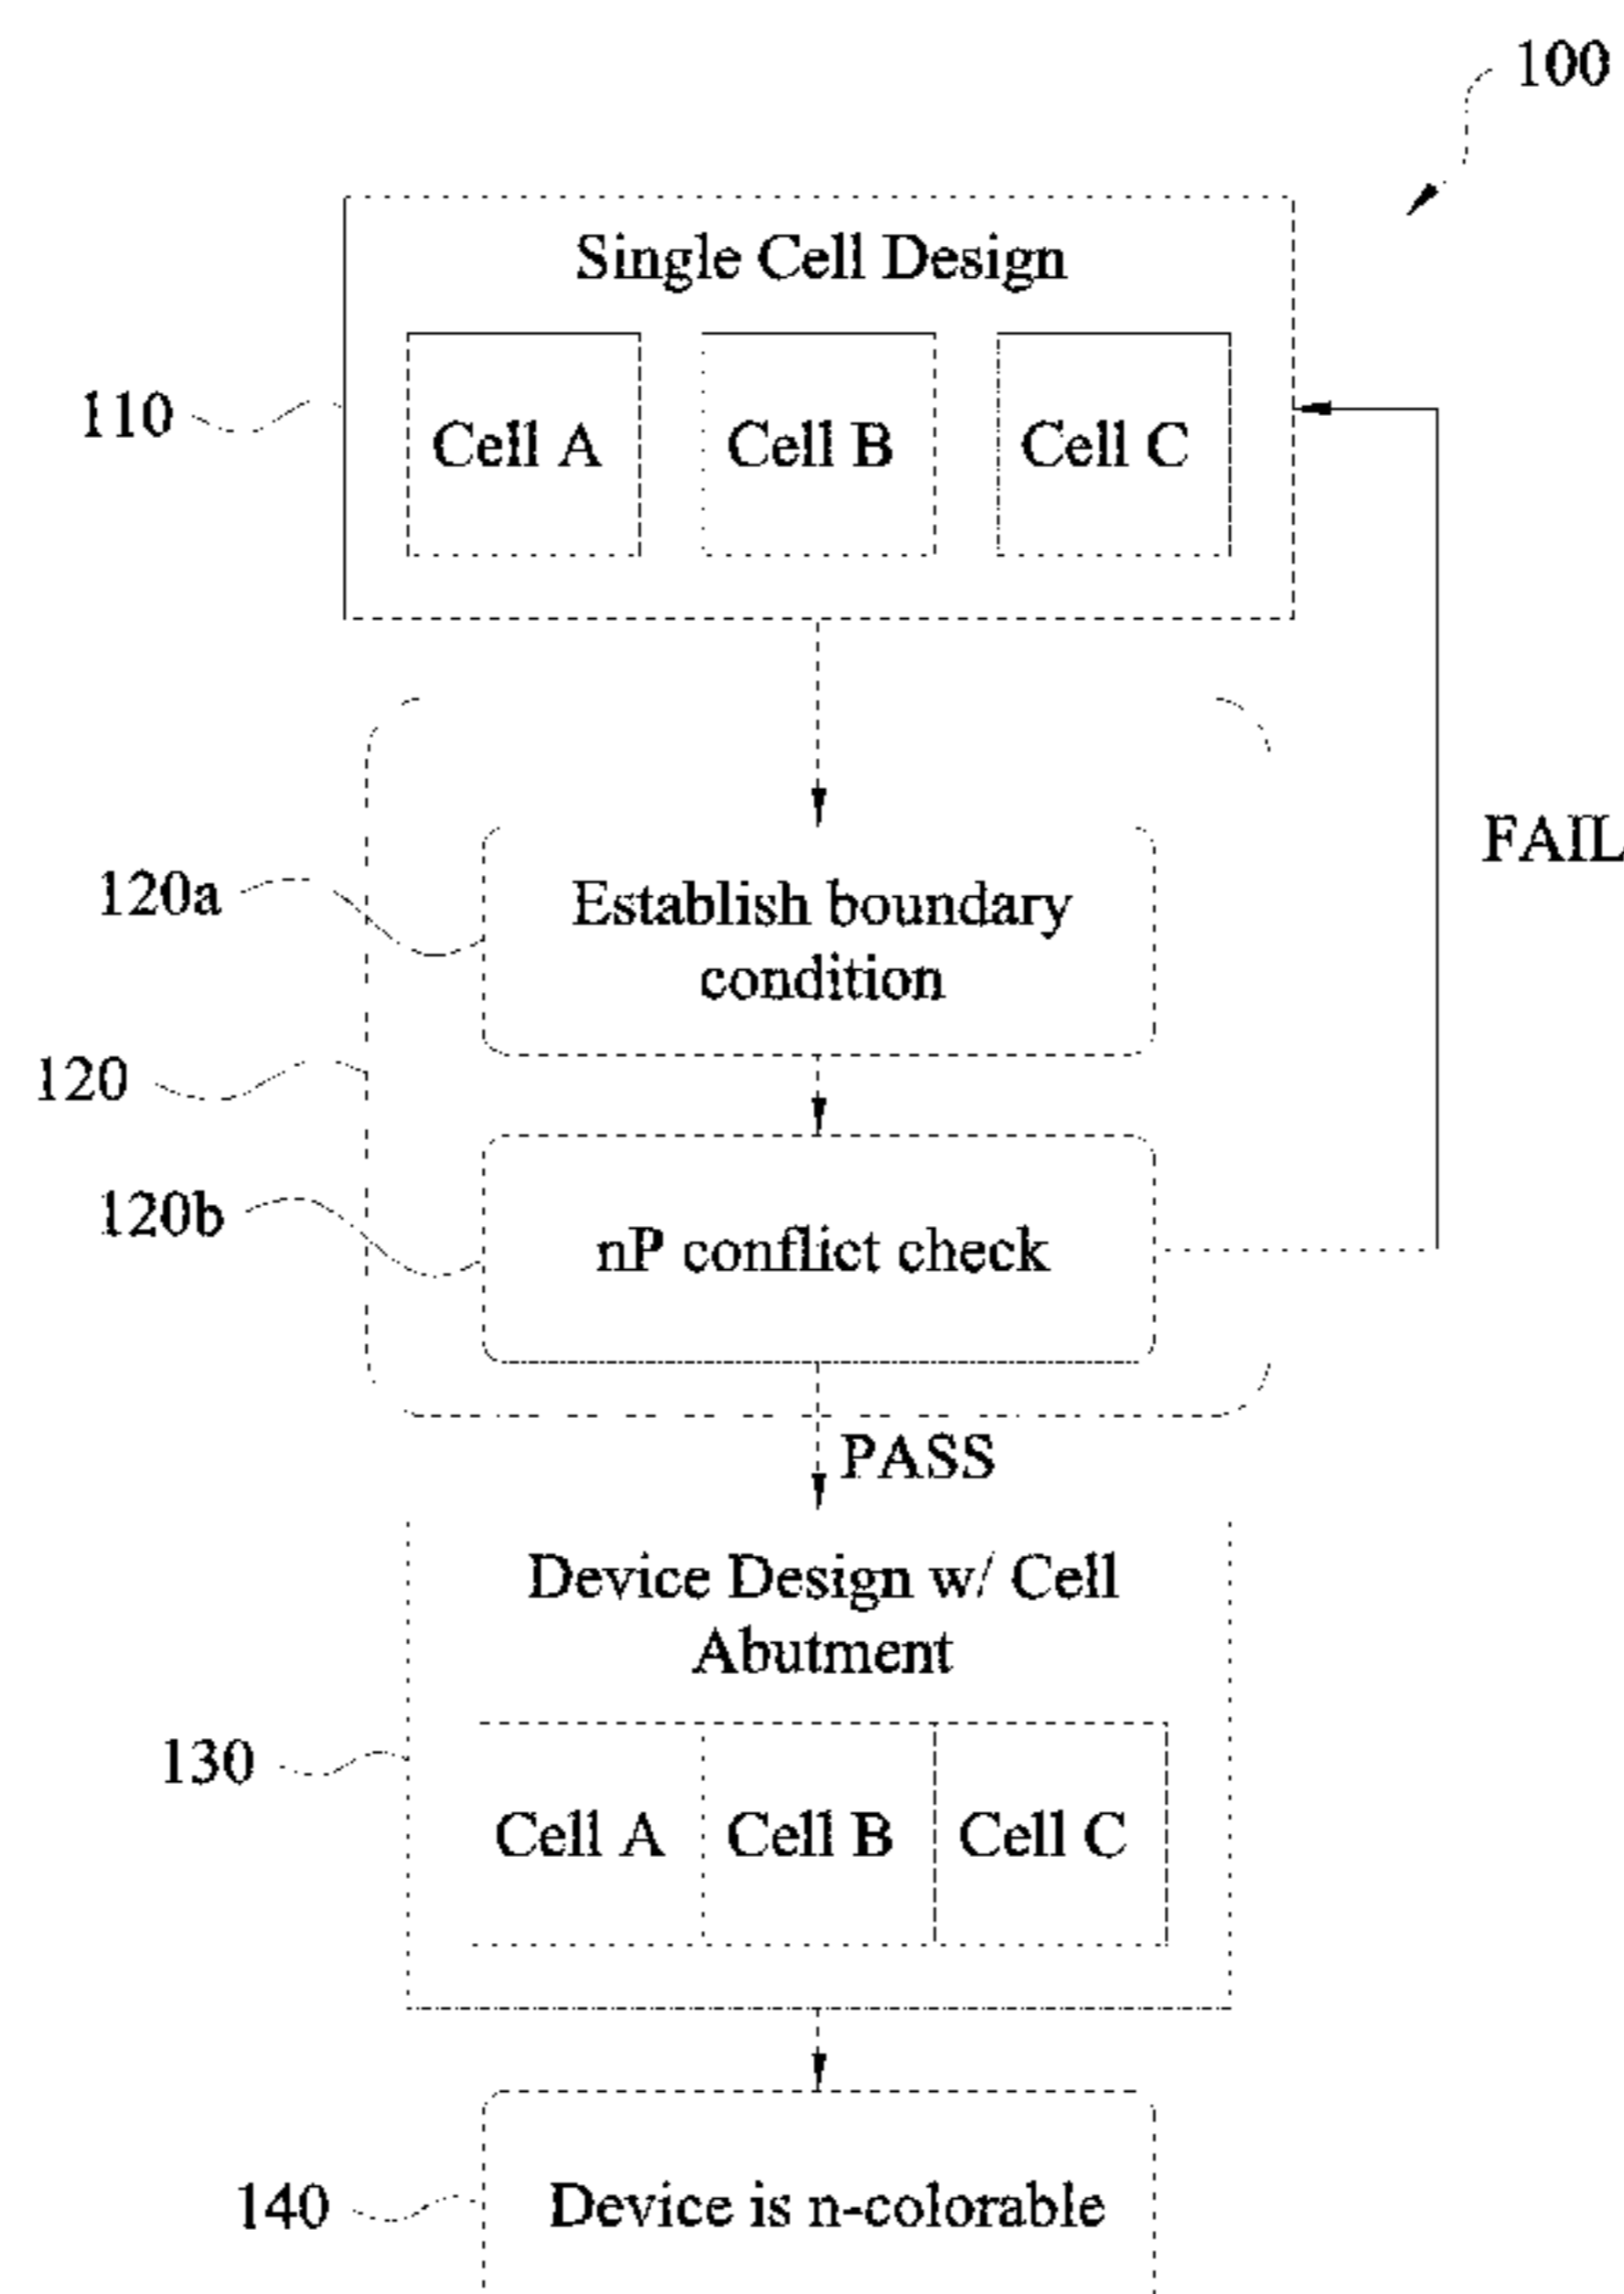 100
Single Cell Design
110
Cell A
Cell B
Cell C
FAIL
120a
Establish boundary
condition
120
120b
nP conflict check
PASS
Device Design w/ Cell
Abutment
130
Cell A
Cell B
Cell C
140
Device is n-colorable